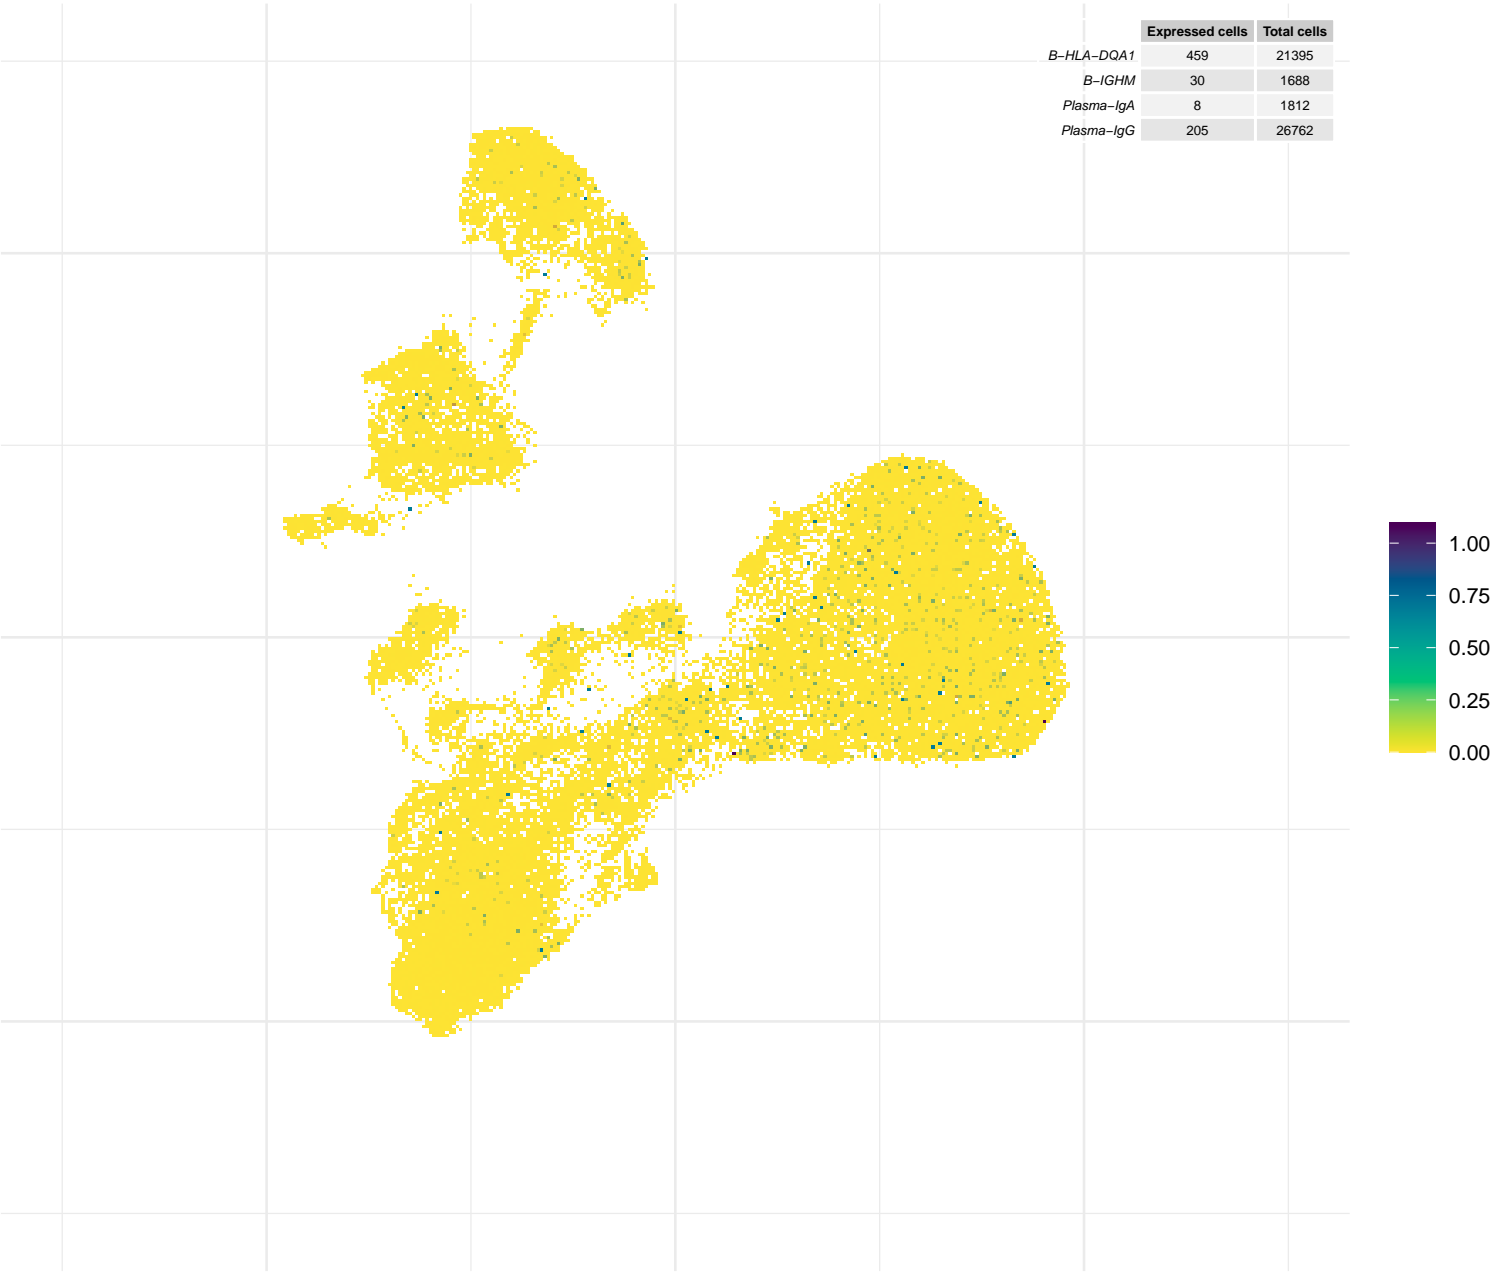 Expressed cells Total cells
B−HLA−DQA1 459 21395
B−IGHM 30 1688
Plasma−IgA 8 1812
Plasma−IgG 205 26762
1.00
0.75
0.50
0.25
0.00